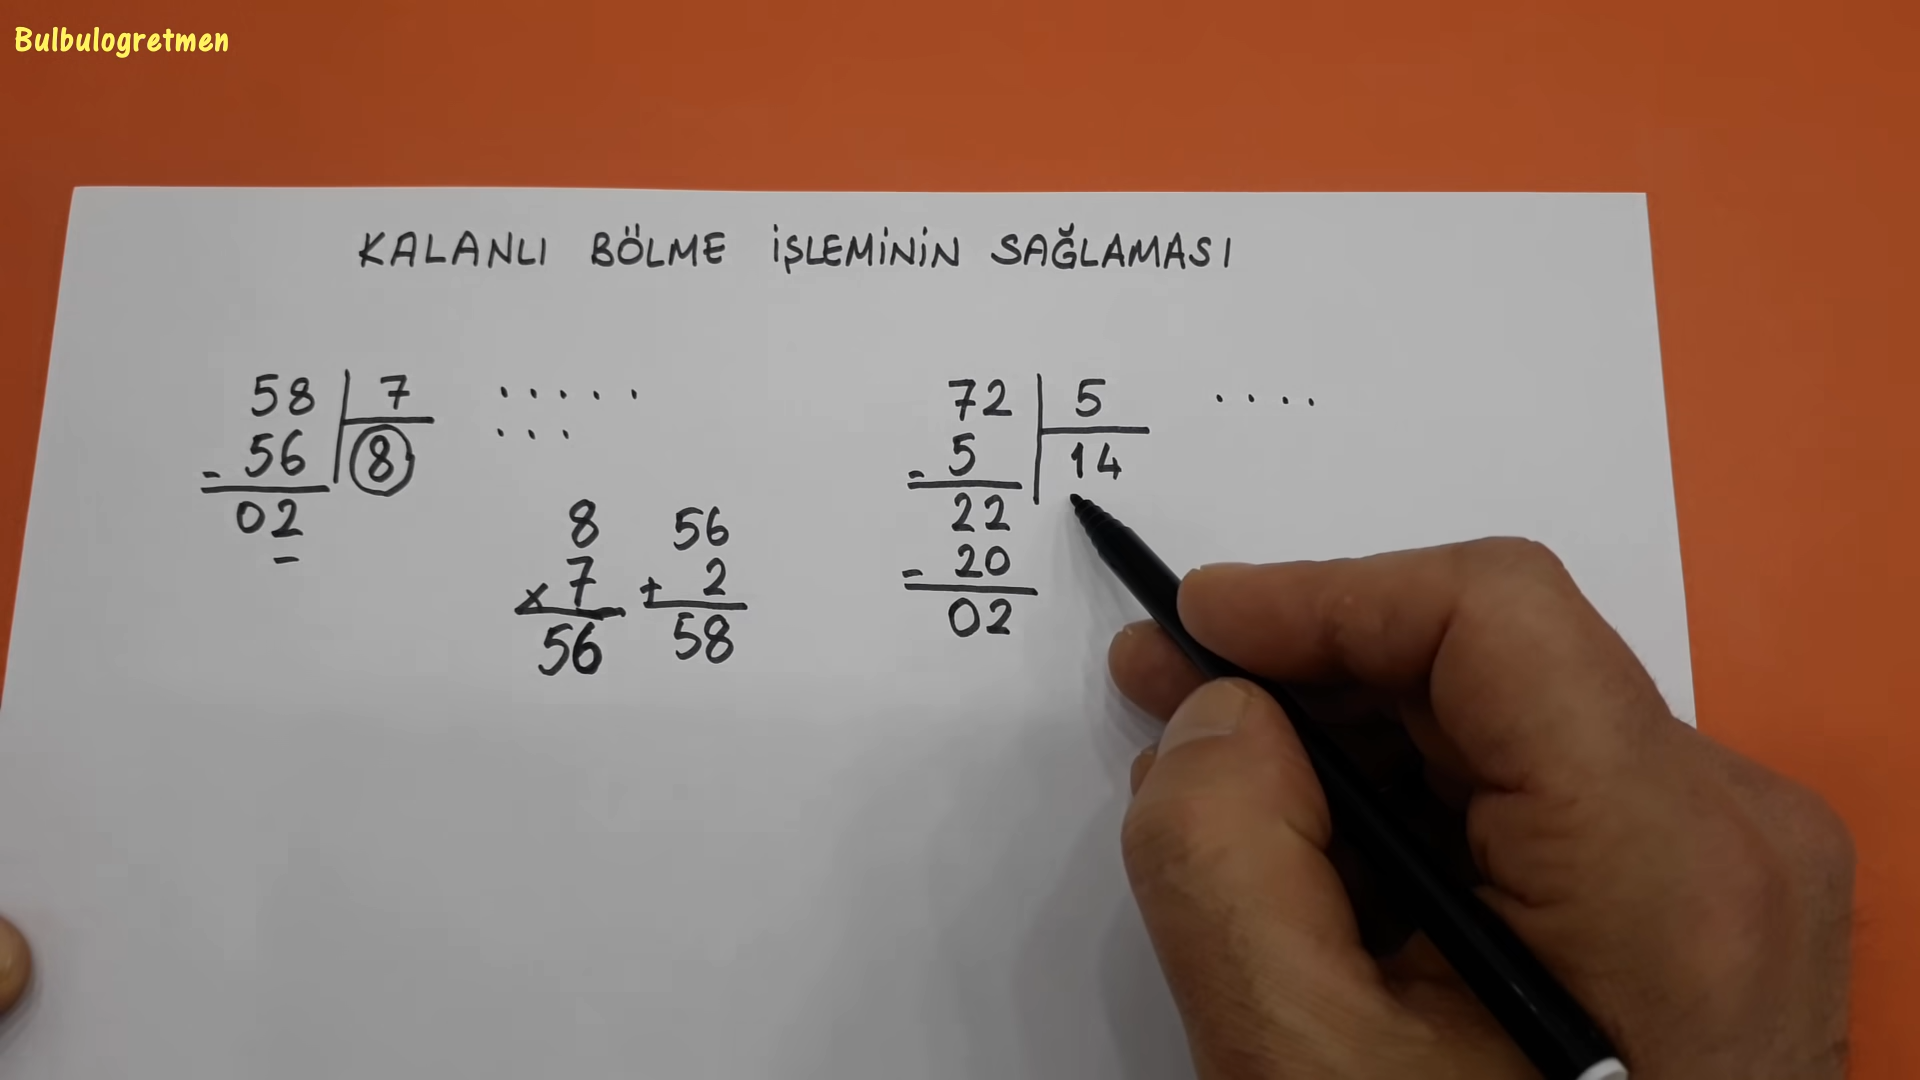 Bulbulogretmen
KALANLI BÖLME İŞLEMİNİN SAĞLAMASI
58 7
- 56 8
02
8
x 7
56
56
+ 2
58
72 5
- 5 14
22
- 20
02